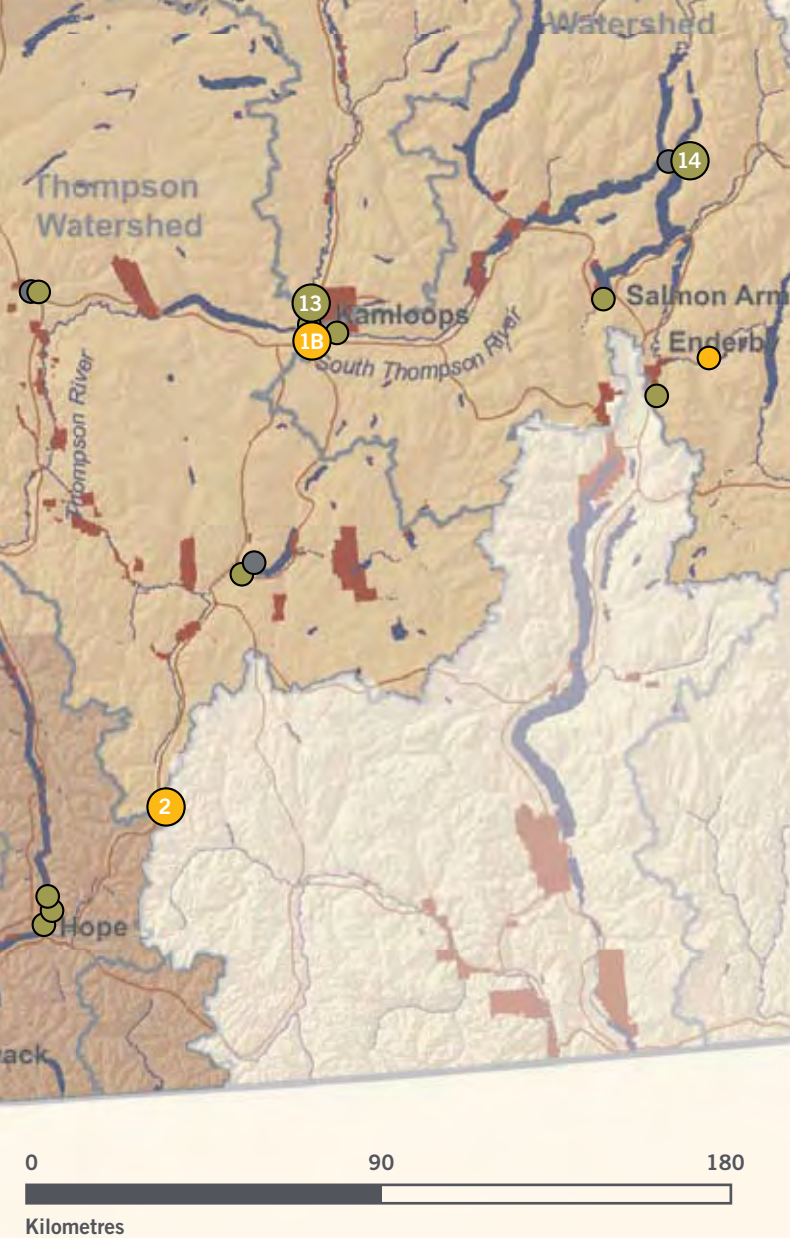 Watershed
14
Thompson
Watershed
13
Kamloops
1B
South Thompson River
Salmon Arm
Enderby
Thompson River
2
Hope
ack
0 90 180
Kilometres